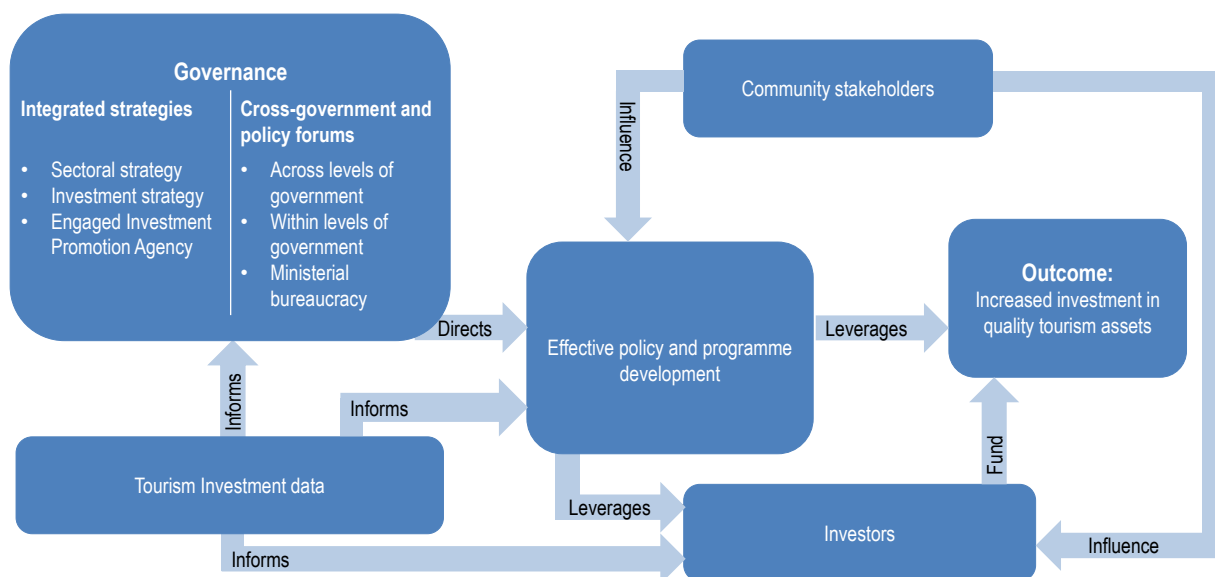 Governance
Integrated strategies
• Sectoral strategy
• Investment strategy
• Engaged Investment
Promotion Agency
Cross-government and
policy forums
• Across levels of
government
• Within levels of
government
• Ministerial
bureaucracy
Community stakeholders
Influence
Outcome:
Increased investment in
quality tourism assets
Directs
Effective policy and programme
development
Leverages
Informs
Informs
Tourism Investment data
Leverages
Fund
Investors
Informs
Influence